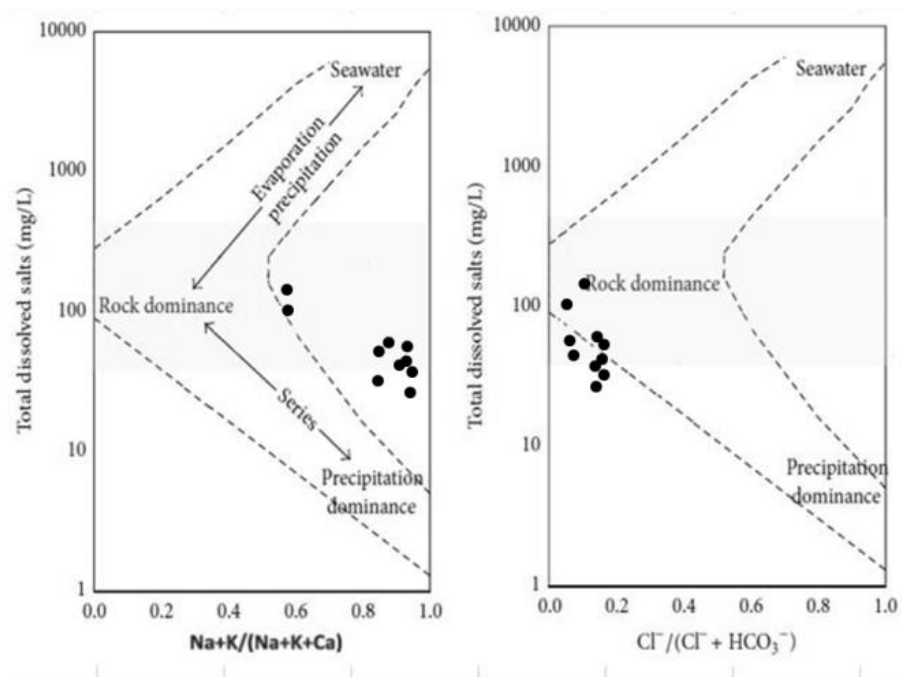 Total dissolved salts (mg/L)
10000
1000
100
10
1
Seawater
Evaporation
precipitation
Rock dominance
Series
Precipitation
dominance
0.0
0.2
0.4
0.6
0.8
1.0
Na+K/(Na+K+Ca)
Total dissolved salts (mg/L)
10000
1000
100
10
1
Seawater
Rock dominance
Precipitation
dominance
0.0
0.2
0.4
0.6
0.8
1.0
Cl⁻/(Cl⁻ + HCO₃⁻)